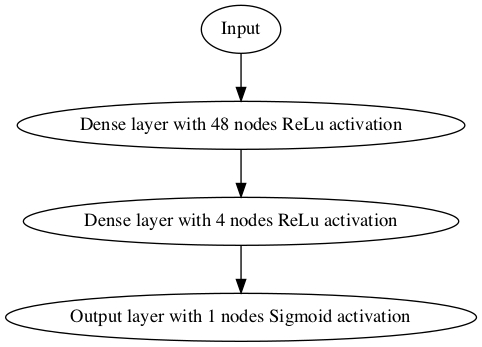 Input
Dense layer with 48 nodes ReLu activation
Dense layer with 4 nodes ReLu activation
Output layer with 1 nodes Sigmoid activation